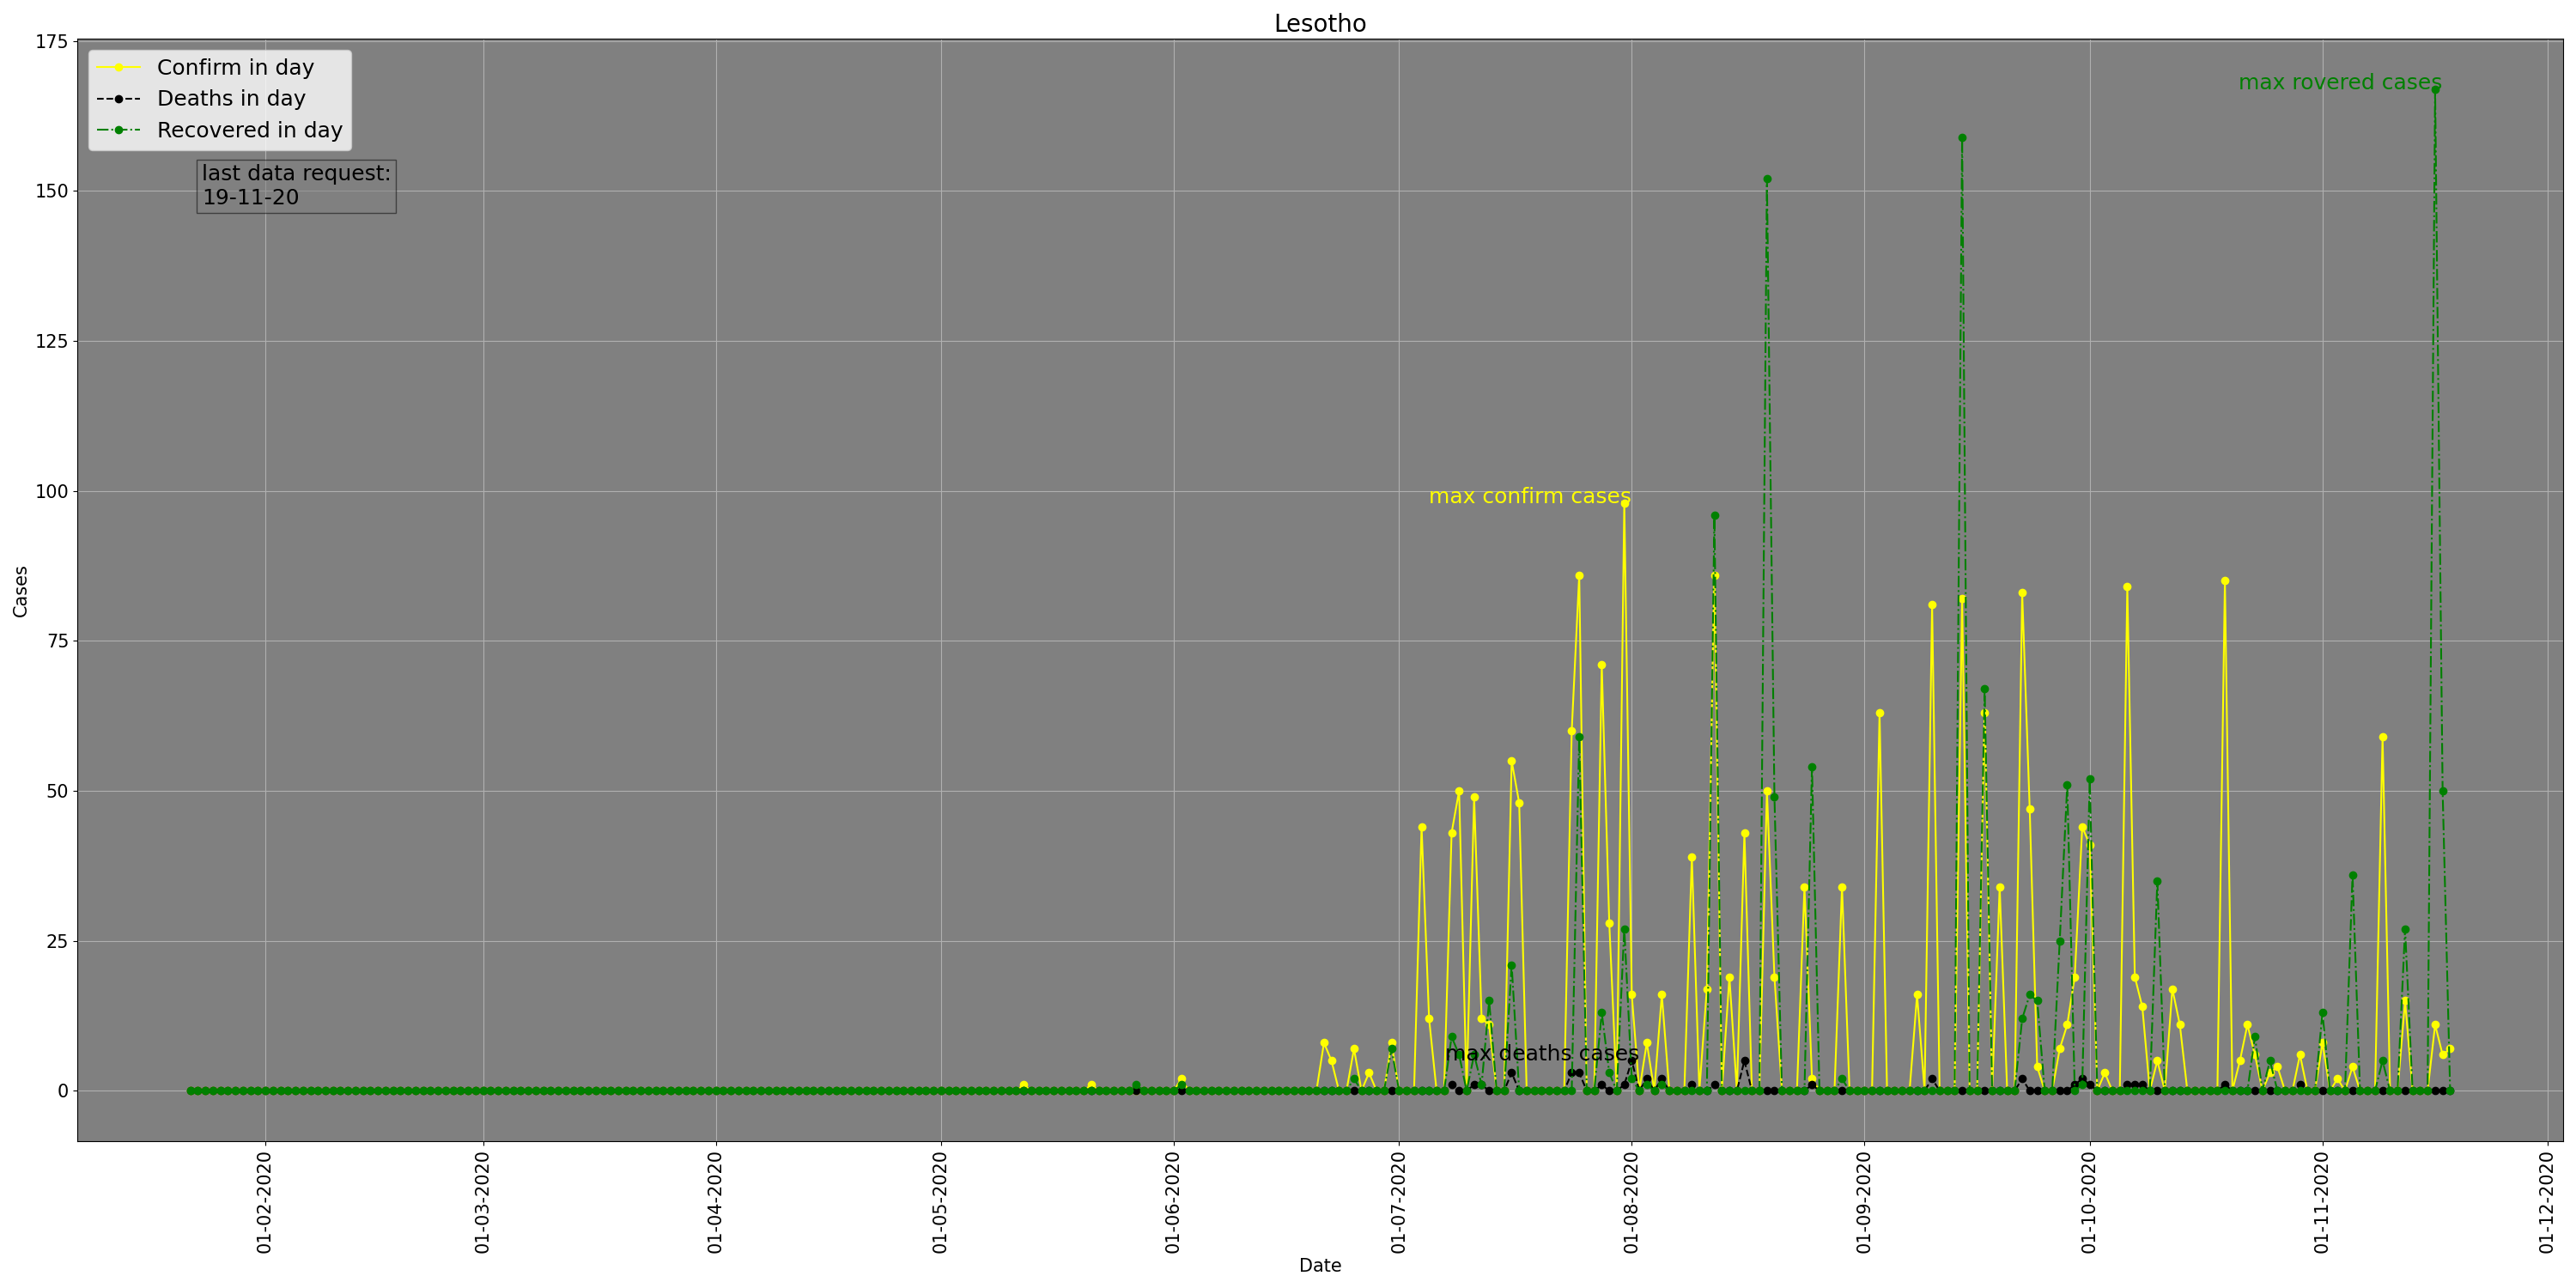 Lesotho
175
150
125
100
75
50
25
0
Cases
Confirm in day
Deaths in day
Recovered in day
last data request:
19-11-20
max rovered cases
max confirm cases
max deaths cases
01-02-2020
01-03-2020
01-04-2020
01-05-2020
01-06-2020
01-07-2020
01-08-2020
01-09-2020
01-10-2020
01-11-2020
01-12-2020
Date